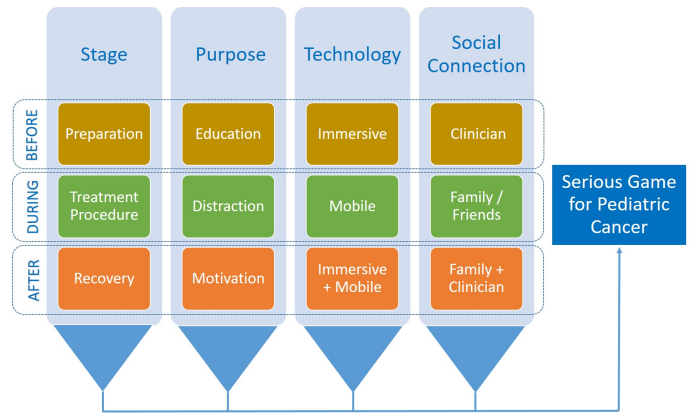 Stage
Purpose
Technology
Social
Connection
BEFORE
Preparation
Education
Immersive
Clinician
DURING
Treatment
Procedure
Distraction
Mobile
Family /
Friends
AFTER
Recovery
Motivation
Immersive
+ Mobile
Family +
Clinician
Serious Game
for Pediatric
Cancer